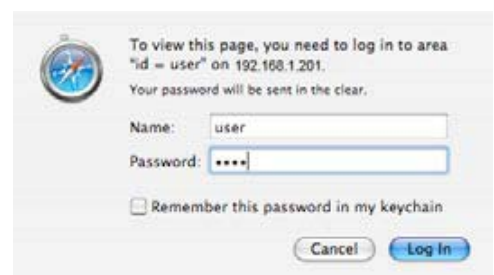 To view this page, you need to log in to area
"id = user" on 192.168.1.201.
Your password will be sent in the clear.
Name: user
Password: ••••
Remember this password in my keychain
Cancel Log In